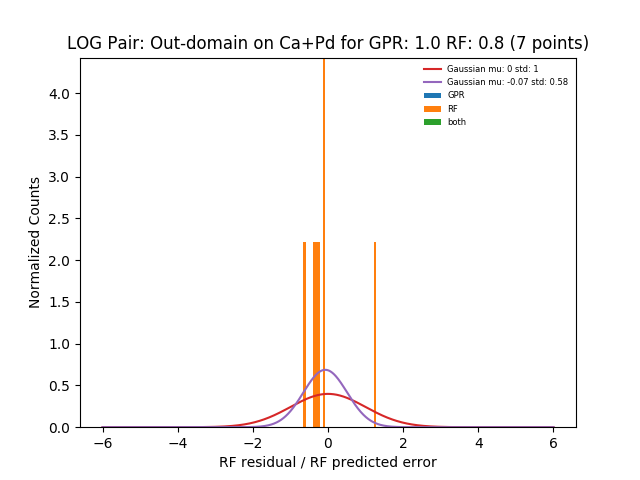 LOG Pair: Out-domain on Ca+Pd for GPR: 1.0 RF: 0.8 (7 points)
Gaussian mu: 0 std: 1
Gaussian mu: -0.07 std: 0.58
GPR
RF
both
Normalized Counts
4.0
3.5
3.0
2.5
2.0
1.5
1.0
0.5
0.0
−6 −4 −2 0 2 4 6
RF residual / RF predicted error